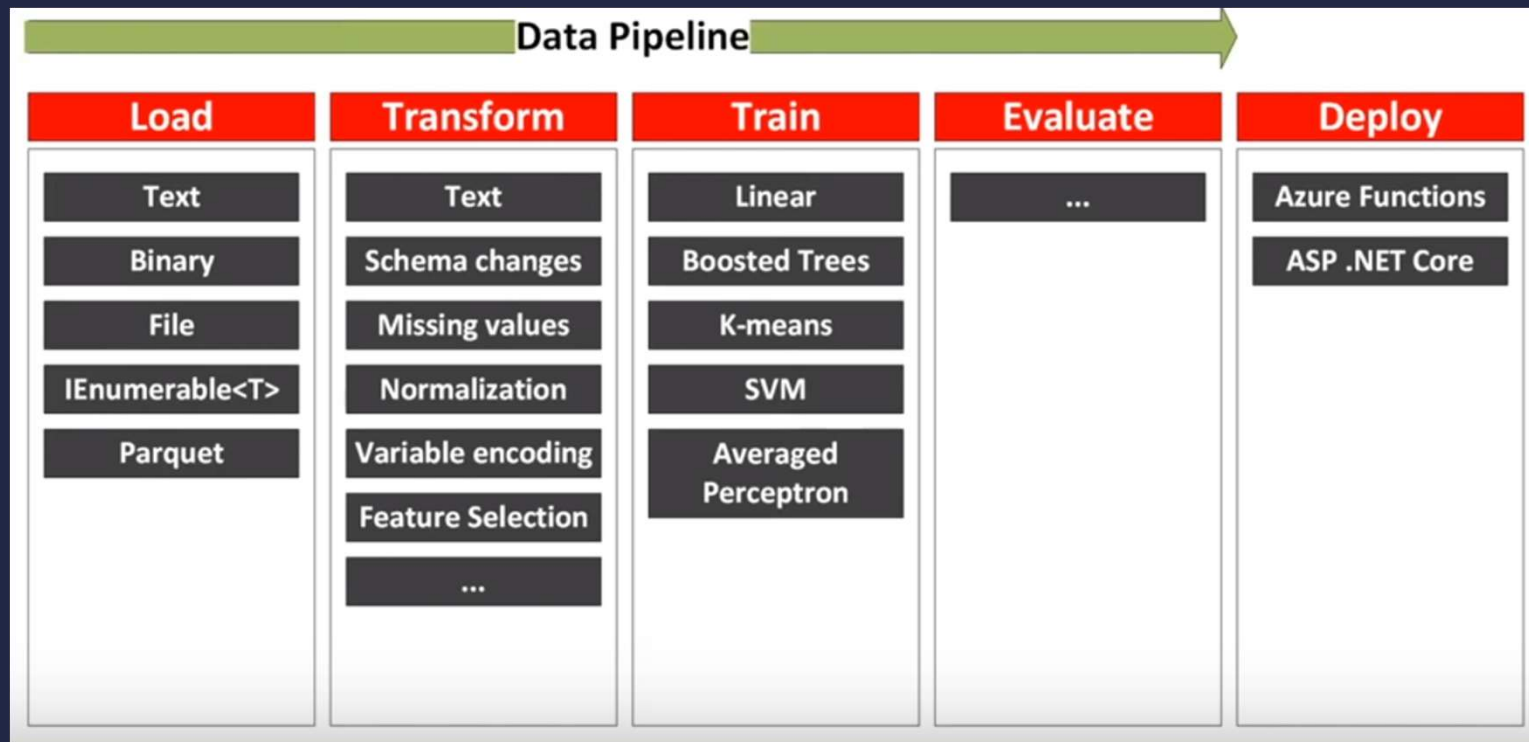 Data Pipeline
Load
Text
Binary
File
IEnumerable<T>
Parquet
Transform
Text
Schema changes
Missing values
Normalization
Variable encoding
Feature Selection
...
Train
Linear
Boosted Trees
K-means
SVM
Averaged
Perceptron
Evaluate
...
Deploy
Azure Functions
ASP .NET Core